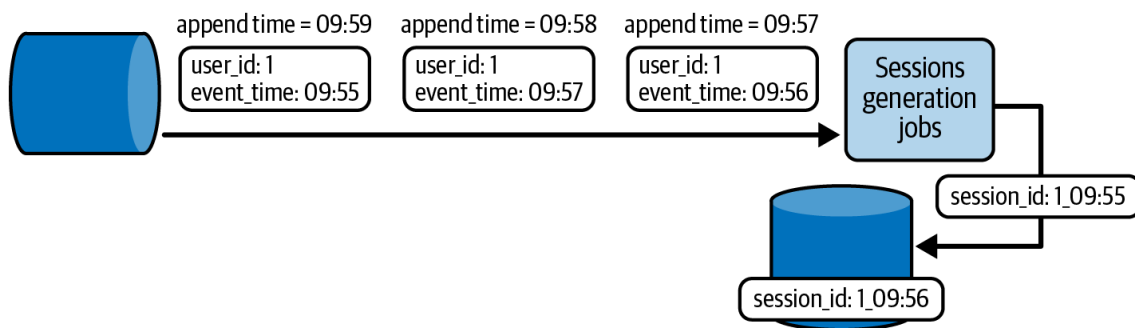 append time = 09:59
append time = 09:58
append time = 09:57
user_id: 1
event_time: 09:55
user_id: 1
event_time: 09:57
user_id: 1
event_time: 09:56
Sessions
generation
jobs
session_id: 1_09:55
session_id: 1_09:56